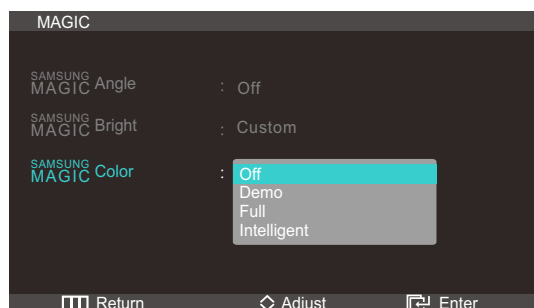 MAGIC
SAMSUNG MAGIC Angle : Off
SAMSUNG MAGIC Bright : Custom
SAMSUNG MAGIC Color : Off
Demo
Full
Intelligent
Return Adjust Enter